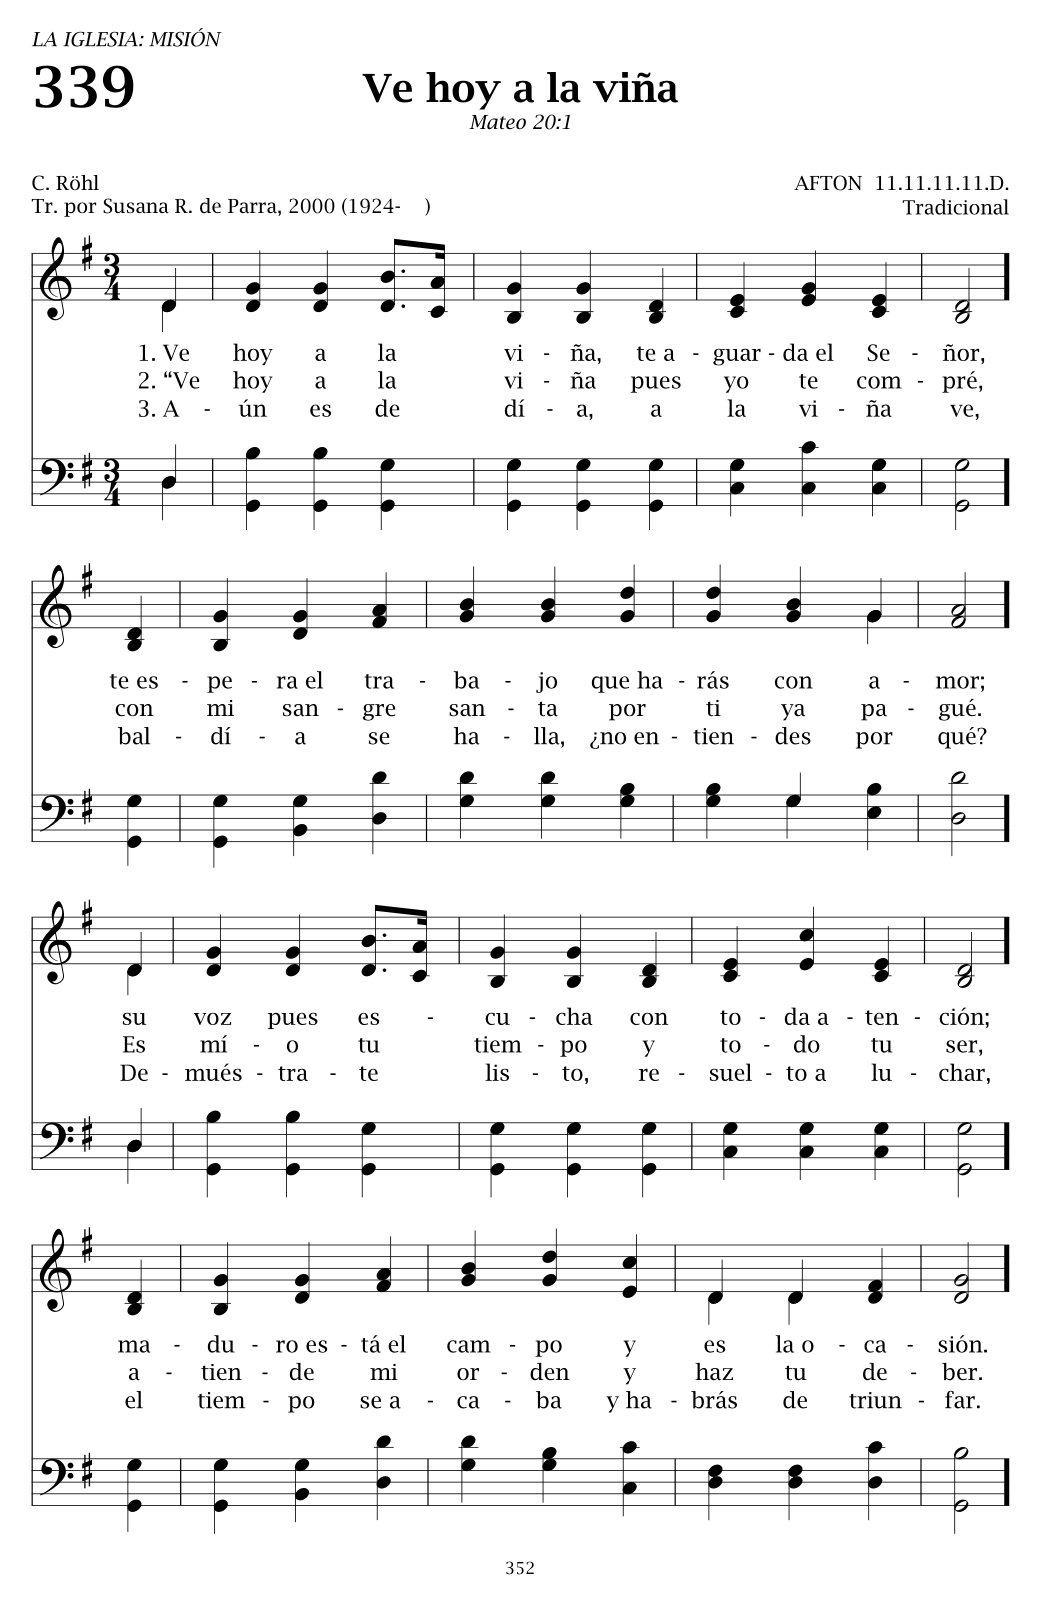 LA IGLESIA: MISIÓN
339
Ve hoy a la viña
Mateo 20:1
C. Röhl
AFTON 11.11.11.11.D.
Tr. por Susana R. de Parra, 2000 (1924- )
Tradicional
3
4
1. Ve hoy a la vi - ña, te a - guar - da el Se - ñor,
2. “Ve hoy a la vi - ña pues yo te com - pré,
3. A - ún es de dí - a, a la vi - ña ve,
3
4
te es - pe - ra el tra - ba - jo que ha - rás con a - mor;
con mi san - gre san - ta por ti ya pa - gué.
bal - dí - a se ha - lla, ¿no en - tien - des por qué?
su voz pues es - cu - cha con to - da a - ten - ción;
Es mí - o tu tiem - po y to - do tu ser,
De - mués - tra - te lis - to, re - suel - to a lu - char,
ma - du - ro es - tá el cam - po y es la o - ca - sión.
a - tien - de mi or - den y haz tu de - ber.
el tiem - po se a - ca - ba y ha - brás de triun - far.
352